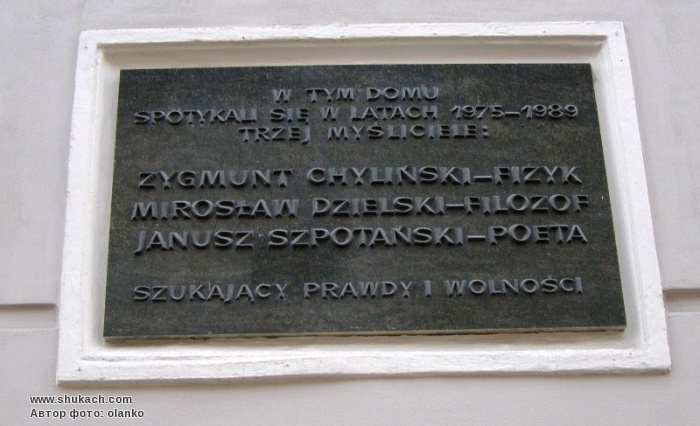 W TYM DOMU
SPOTYKALI SIĘ W LATACH 1975–1989
TRZEJ MYŚLICIELE:
ZYGMUNT CHYLIŃSKI–FIZYK
MIROSŁAW DZIELSKI–FILOZOF
JANUSZ SZPOTAŃSKI–POETA
SZUKAJĄCY PRAWDY I WOLNOŚCI
www.shukach.com
Автор фото: olanko